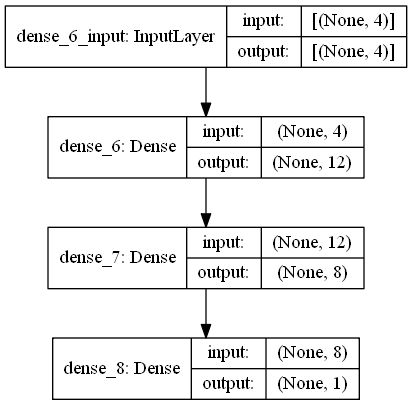 dense_6_input: InputLayer
input: [(None, 4)]
output: [(None, 4)]
dense_6: Dense
input: (None, 4)
output: (None, 12)
dense_7: Dense
input: (None, 12)
output: (None, 8)
dense_8: Dense
input: (None, 8)
output: (None, 1)